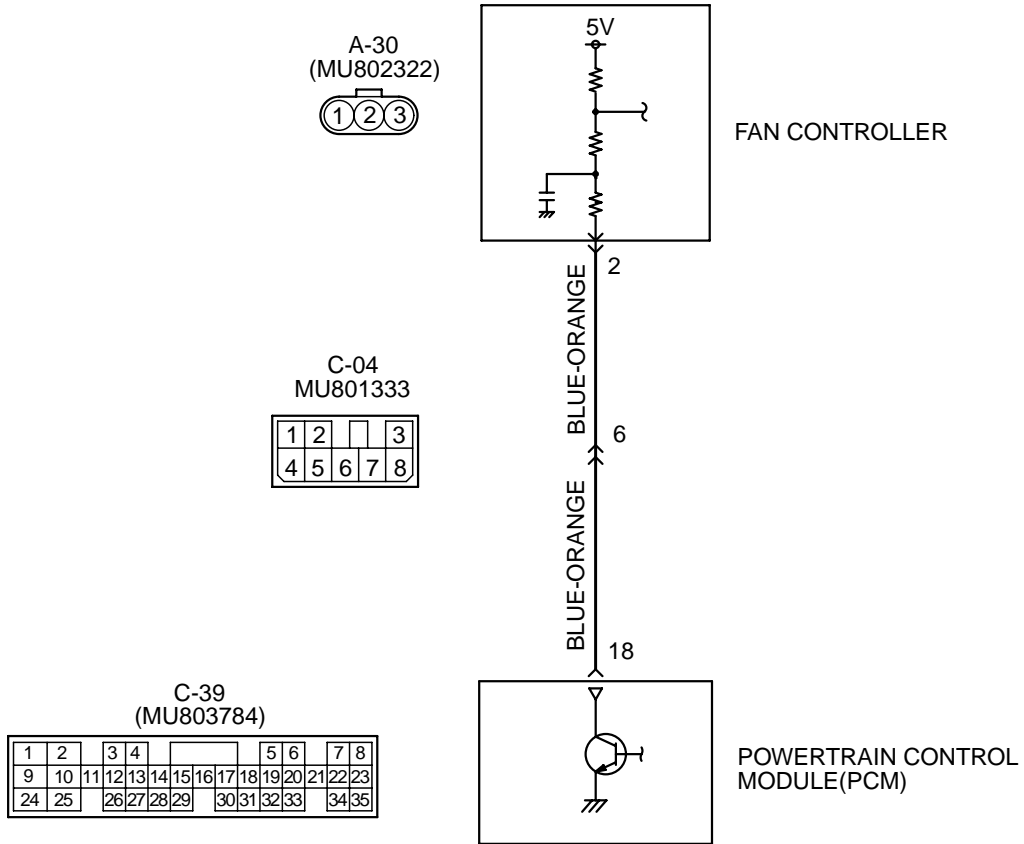 5V
A-30
(MU802322)
1 2 3
FAN CONTROLLER
2
BLUE-ORANGE
C-04
MU801333
1 2 3
4 5 6 7 8
6
BLUE-ORANGE
18
C-39
(MU803784)
1 2 3 4 5 6 7 8
9 10 11 12 13 14 15 16 17 18 19 20 21 22 23
24 25 26 27 28 29 30 31 32 33 34 35
POWERTRAIN CONTROL
MODULE(PCM)